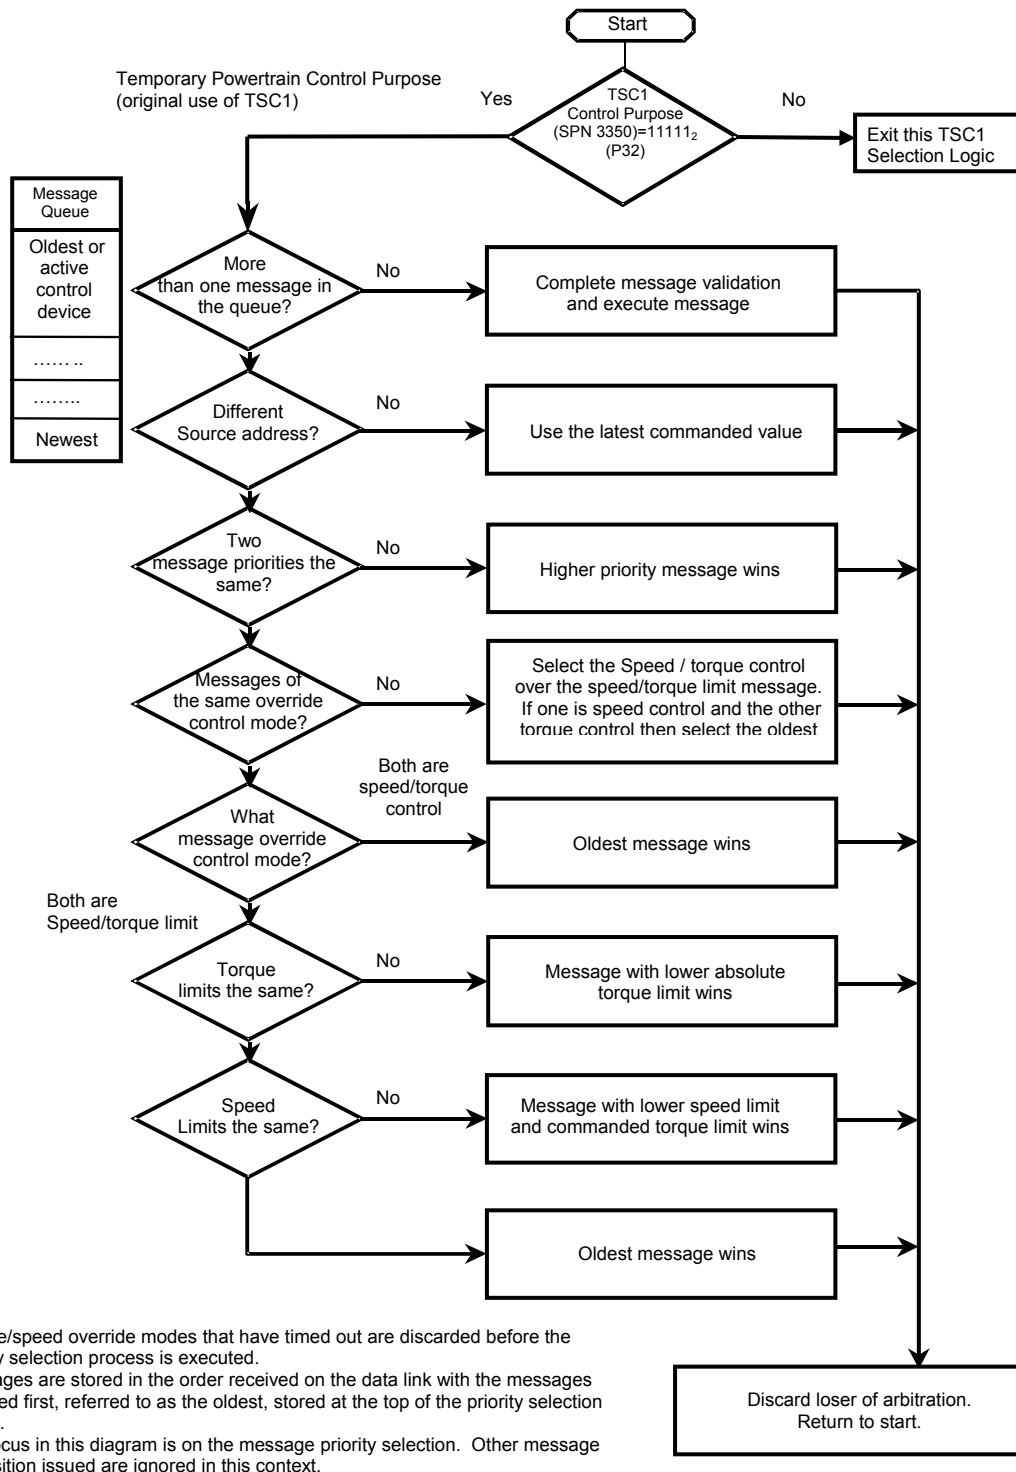 Start
Temporary Powertrain Control Purpose
(original use of TSC1)
Yes
TSC1
Control Purpose
(SPN 3350)=11111₂
(P32)
No
Exit this TSC1
Selection Logic
Message
Queue
Oldest or
active
control
device
...... ..
........
Newest
More
than one message in
the queue?
No
Complete message validation
and execute message
Different
Source address?
No
Use the latest commanded value
Two
message priorities the
same?
No
Higher priority message wins
Messages of
the same override
control mode?
No
Select the Speed / torque control
over the speed/torque limit message.
If one is speed control and the other
torque control then select the oldest
What
message override
control mode?
Both are
speed/torque
control
Oldest message wins
Both are
Speed/torque limit
Torque
limits the same?
No
Message with lower absolute
torque limit wins
Speed
Limits the same?
No
Message with lower speed limit
and commanded torque limit wins
Oldest message wins
e/speed override modes that have timed out are discarded before the
y selection process is executed.
ages are stored in the order received on the data link with the messages
ed first, referred to as the oldest, stored at the top of the priority selection
.
ocus in this diagram is on the message priority selection. Other message
sition issued are ignored in this context.
Discard loser of arbitration.
Return to start.